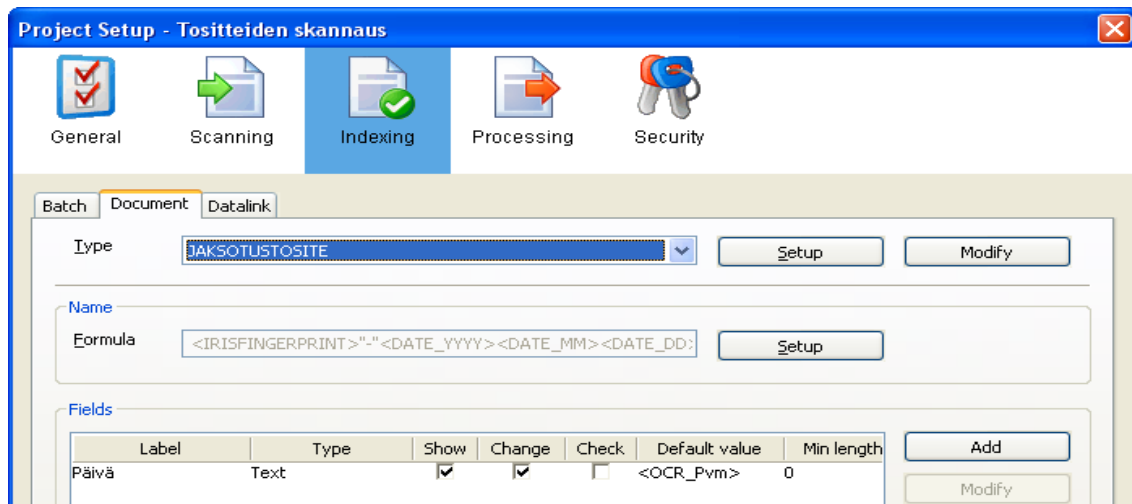 Project Setup - Tositteiden skannaus
General Scanning Indexing Processing Security
Batch Document Datalink
Type JAKSOTUSTOSITE Setup Modify
Name
Formula <IRISFINGERPRINT>"-"<DATE_YYYY><DATE_MM><DATE_DD> Setup
Fields
Label Type Show Change Check Default value Min length Add
Päivä Text <OCR_Pvm> 0
Modify